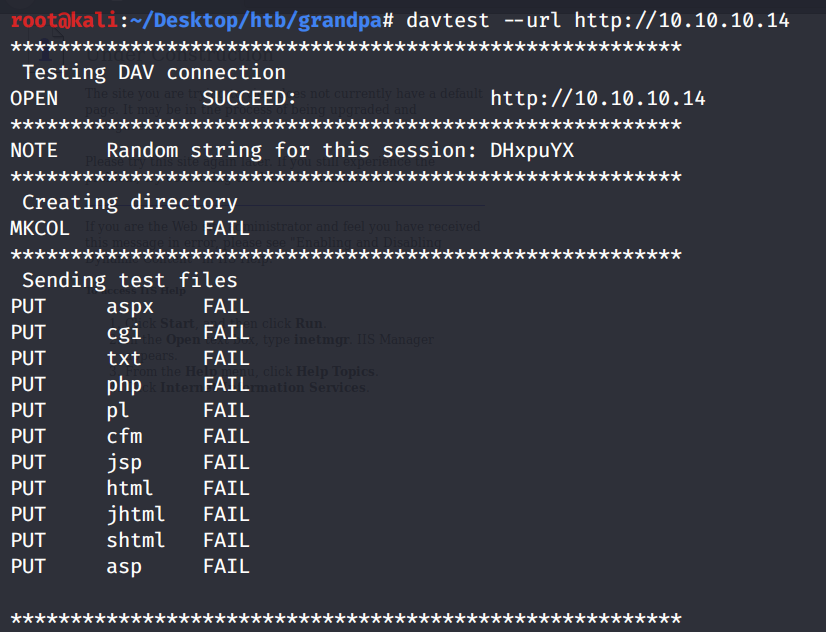 root@kali:~/Desktop/htb/grandpa# davtest --url http://10.10.10.14
********************************************************
Testing DAV connection
OPEN SUCCEED: http://10.10.10.14
********************************************************
NOTE Random string for this session: DHxpuYX
********************************************************
Creating directory
MKCOL FAIL
********************************************************
Sending test files
PUT aspx FAIL
PUT cgi FAIL
PUT txt FAIL
PUT php FAIL
PUT pl FAIL
PUT cfm FAIL
PUT jsp FAIL
PUT html FAIL
PUT jhtml FAIL
PUT shtml FAIL
PUT asp FAIL
********************************************************